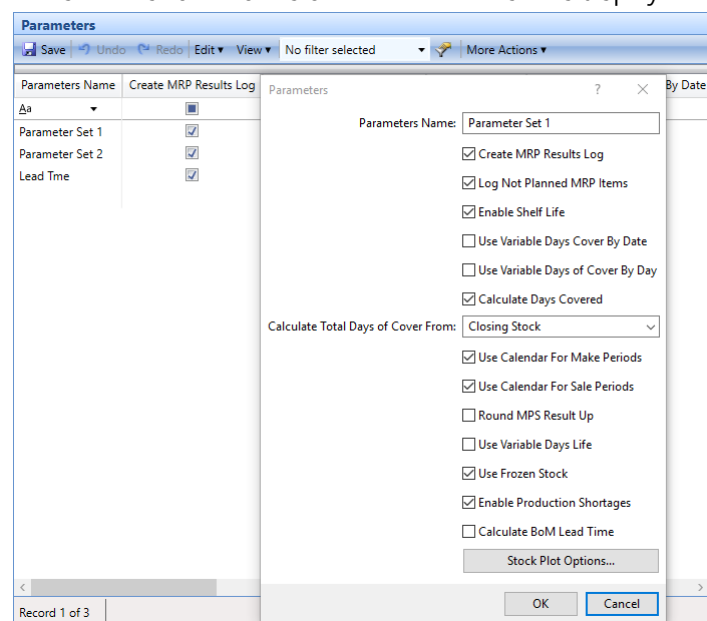 Parameters
Save Undo Redo Edit View No filter selected More Actions
Parameters Name Create MRP Results Log By Date
Aa
Parameter Set 1
Parameter Set 2
Lead Tme
Record 1 of 3
Parameters ?
Parameters Name: Parameter Set 1
Create MRP Results Log
Log Not Planned MRP Items
Enable Shelf Life
Use Variable Days Cover By Date
Use Variable Days of Cover By Day
Calculate Days Covered
Calculate Total Days of Cover From: Closing Stock
Use Calendar For Make Periods
Use Calendar For Sale Periods
Round MPS Result Up
Use Variable Days Life
Use Frozen Stock
Enable Production Shortages
Calculate BoM Lead Time
Stock Plot Options...
OK Cancel